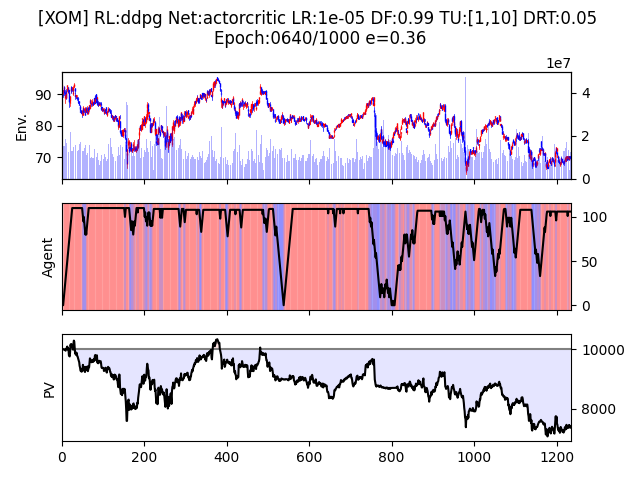 [XOM] RL:ddpg Net:actorcritic LR:1e-05 DF:0.99 TU:[1,10] DRT:0.05
Epoch:0640/1000 e=0.36
1e7
Env.
90
80
70
4
2
0
Agent
100
50
0
PV
10000
8000
0 200 400 600 800 1000 1200